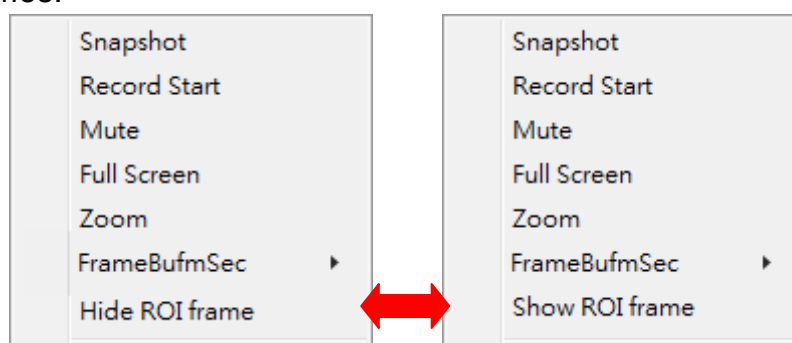 Snapshot
Record Start
Mute
Full Screen
Zoom
FrameBufmSec
Hide ROI frame
Snapshot
Record Start
Mute
Full Screen
Zoom
FrameBufmSec
Show ROI frame